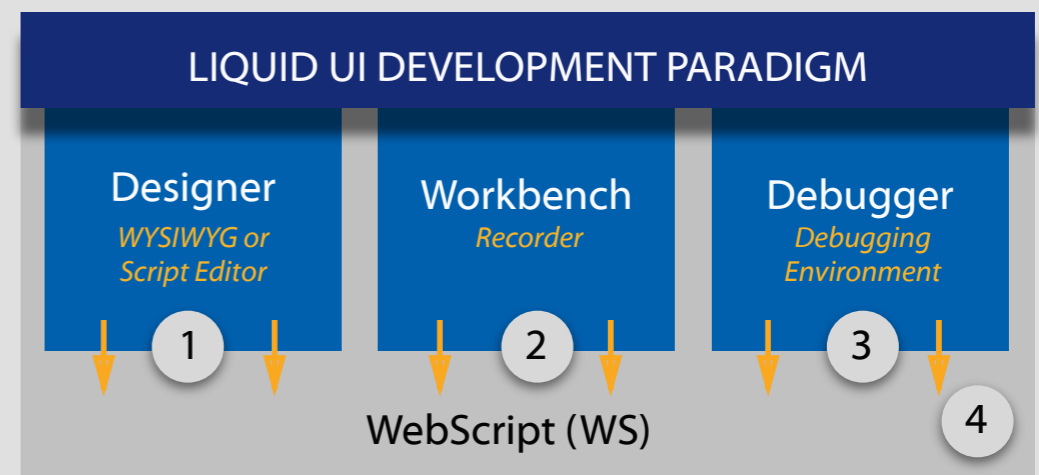 LIQUID UI DEVELOPMENT PARADIGM
Designer
WYSIWYG or
Script Editor
1
Workbench
Recorder
2
Debugger
Debugging
Environment
3
WebScript (WS)
4